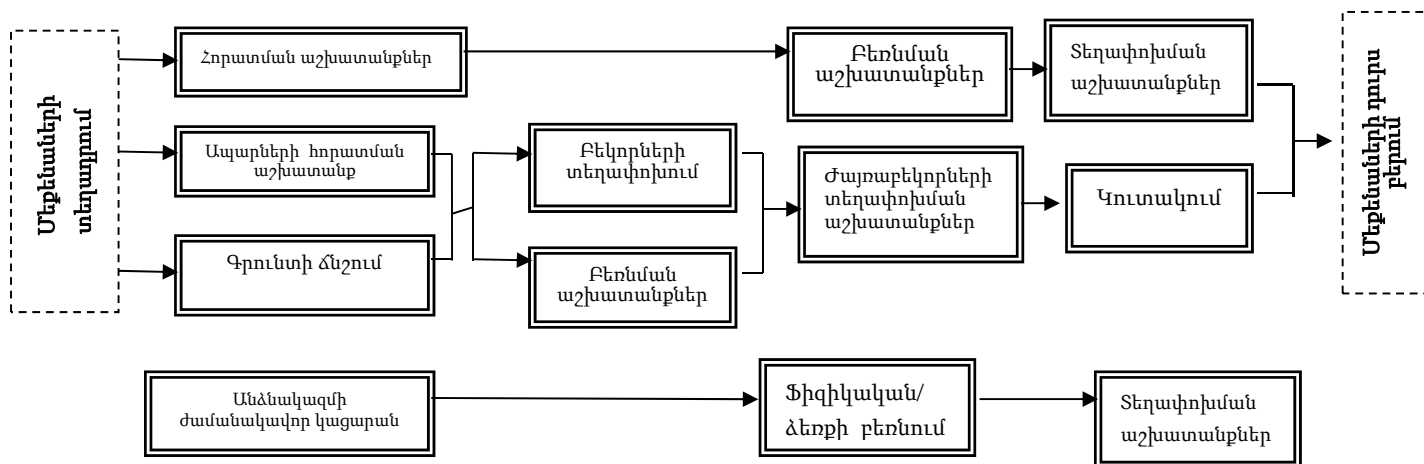 Մեքենաների
տեղադրում
Հորատման աշխատանքներ
Բեռնման
աշխատանքներ
Տեղափոխման
աշխատանքներ
Մեքենաների դուրս
բերում
Ապարների հորատման
աշխատանք
Բեկորների
տեղափոխում
Ժայռաբեկորների
տեղափոխման
աշխատանքներ
Կուտակում
Գրունտի ճնշում
Բեռնման
աշխատանքներ
Անձնակազմի
ժամանակավոր կացարան
Ֆիզիկական/
ձեռքի բեռնում
Տեղափոխման
աշխատանքներ